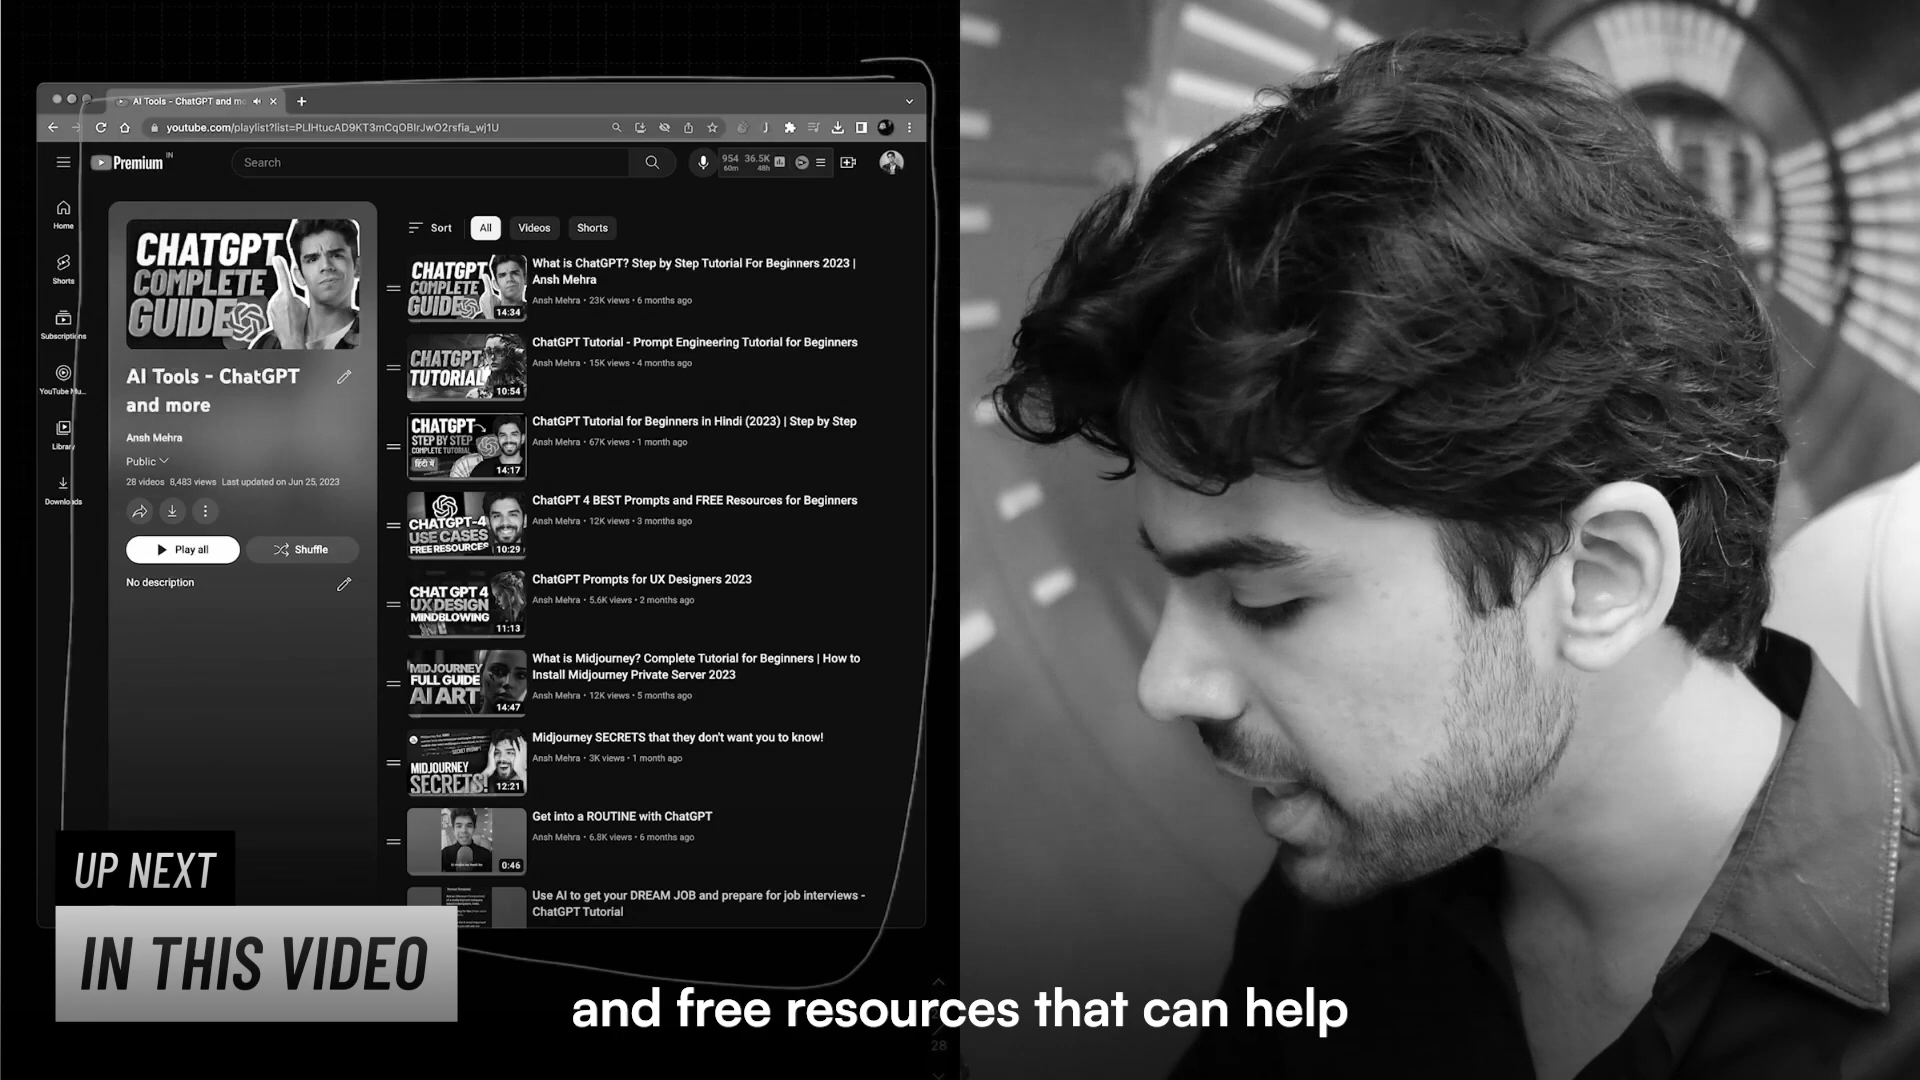 AI Tools - ChatGPT and mo
youtube.com/playlist?list=PLlHtucAD9KT3mCqDBlrJwO2rsfia_wj1U
Premium IN
Search
954 36.5K
60m 48h
Home
Shorts
Subscriptions
YouTube Mu...
Library
Downloads
CHATGPT
COMPLETE
GUIDE
AI Tools - ChatGPT
and more
Ansh Mehra
Public
28 videos 8,483 views Last updated on Jun 25, 2023
Play all
Shuffle
No description
Sort
All
Videos
Shorts
CHATGPT
COMPLETE
GUIDE
14:34
What is ChatGPT? Step by Step Tutorial For Beginners 2023 |
Ansh Mehra
Ansh Mehra • 23K views • 6 months ago
CHATGPT
TUTORIAL
10:54
ChatGPT Tutorial - Prompt Engineering Tutorial for Beginners
Ansh Mehra • 15K views • 4 months ago
CHATGPT
STEP BY STEP
COMPLETE TUTORIAL
हिंदी में
14:17
ChatGPT Tutorial for Beginners in Hindi (2023) | Step by Step
Ansh Mehra • 67K views • 1 month ago
CHATGPT-4
USE CASES
FREE RESOURCES
10:29
ChatGPT 4 BEST Prompts and FREE Resources for Beginners
Ansh Mehra • 12K views • 3 months ago
CHAT GPT 4
UX DESIGN
MINDBLOWING
11:13
ChatGPT Prompts for UX Designers 2023
Ansh Mehra • 5.6K views • 2 months ago
MIDJOURNEY
FULL GUIDE
AI ART
14:47
What is Midjourney? Complete Tutorial for Beginners | How to
Install Midjourney Private Server 2023
Ansh Mehra • 12K views • 5 months ago
MIDJOURNEY
SECRETS!
12:21
Midjourney SECRETS that they don't want you to know!
Ansh Mehra • 3K views • 1 month ago
0:46
Get into a ROUTINE with ChatGPT
Ansh Mehra • 6.8K views • 6 months ago
Use AI to get your DREAM JOB and prepare for job interviews -
ChatGPT Tutorial
UP NEXT
IN THIS VIDEO
and free resources that can help
28